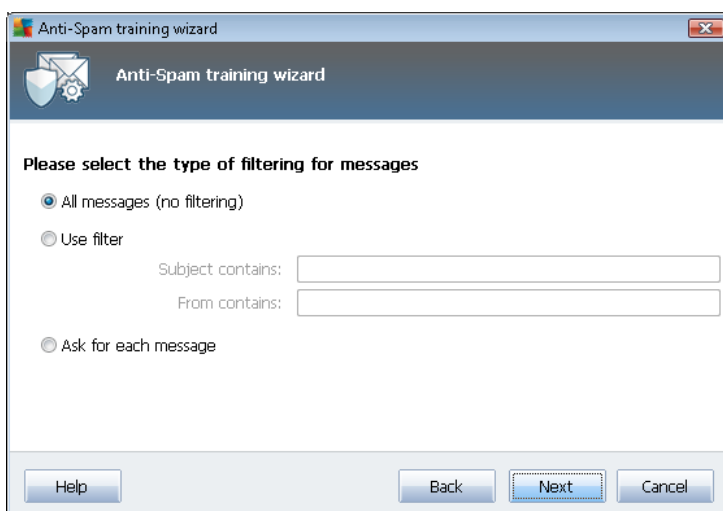 Anti-Spam training wizard
Anti-Spam training wizard
Please select the type of filtering for messages
All messages (no filtering)
Use filter
Subject contains:
From contains:
Ask for each message
Help Back Next Cancel